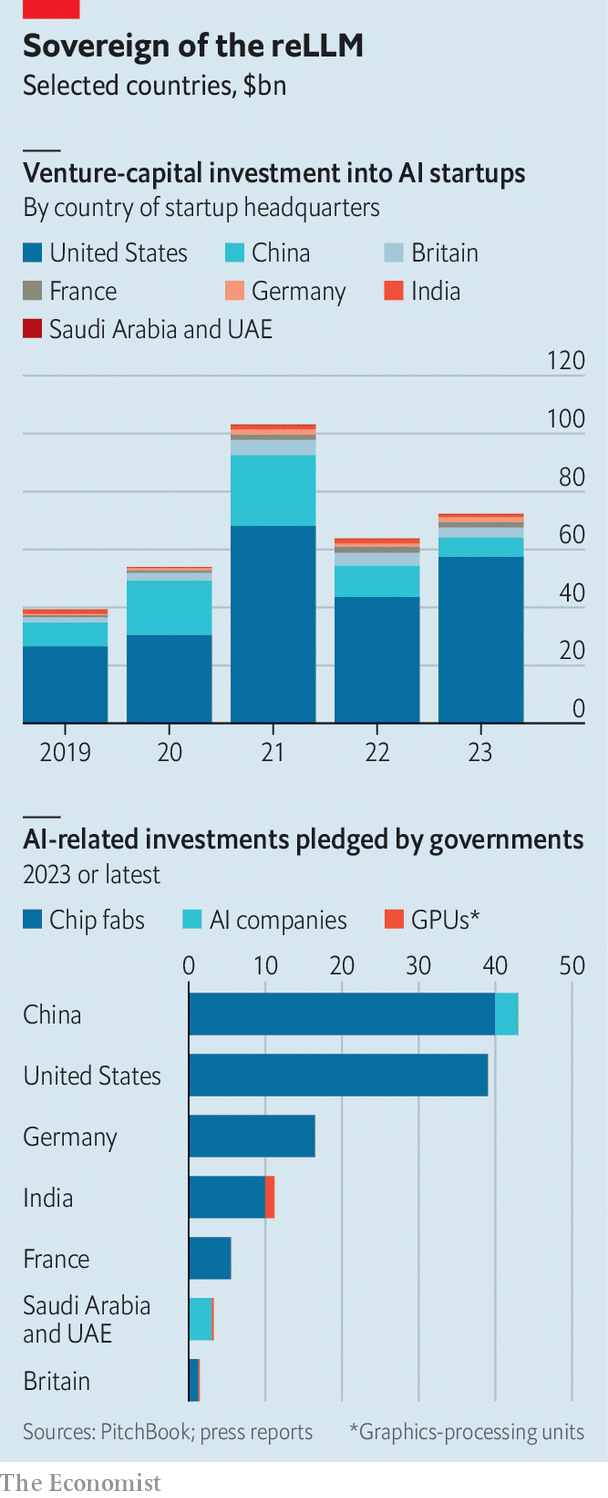 Sovereign of the reLLM
Selected countries, $bn
Venture-capital investment into AI startups
By country of startup headquarters
United States China Britain
France Germany India
Saudi Arabia and UAE
120
100
80
60
40
20
0
2019 20 21 22 23
AI-related investments pledged by governments
2023 or latest
Chip fabs AI companies GPUs*
0 10 20 30 40 50
China
United States
Germany
India
France
Saudi Arabia
and UAE
Britain
Sources: PitchBook; press reports *Graphics-processing units
The Economist